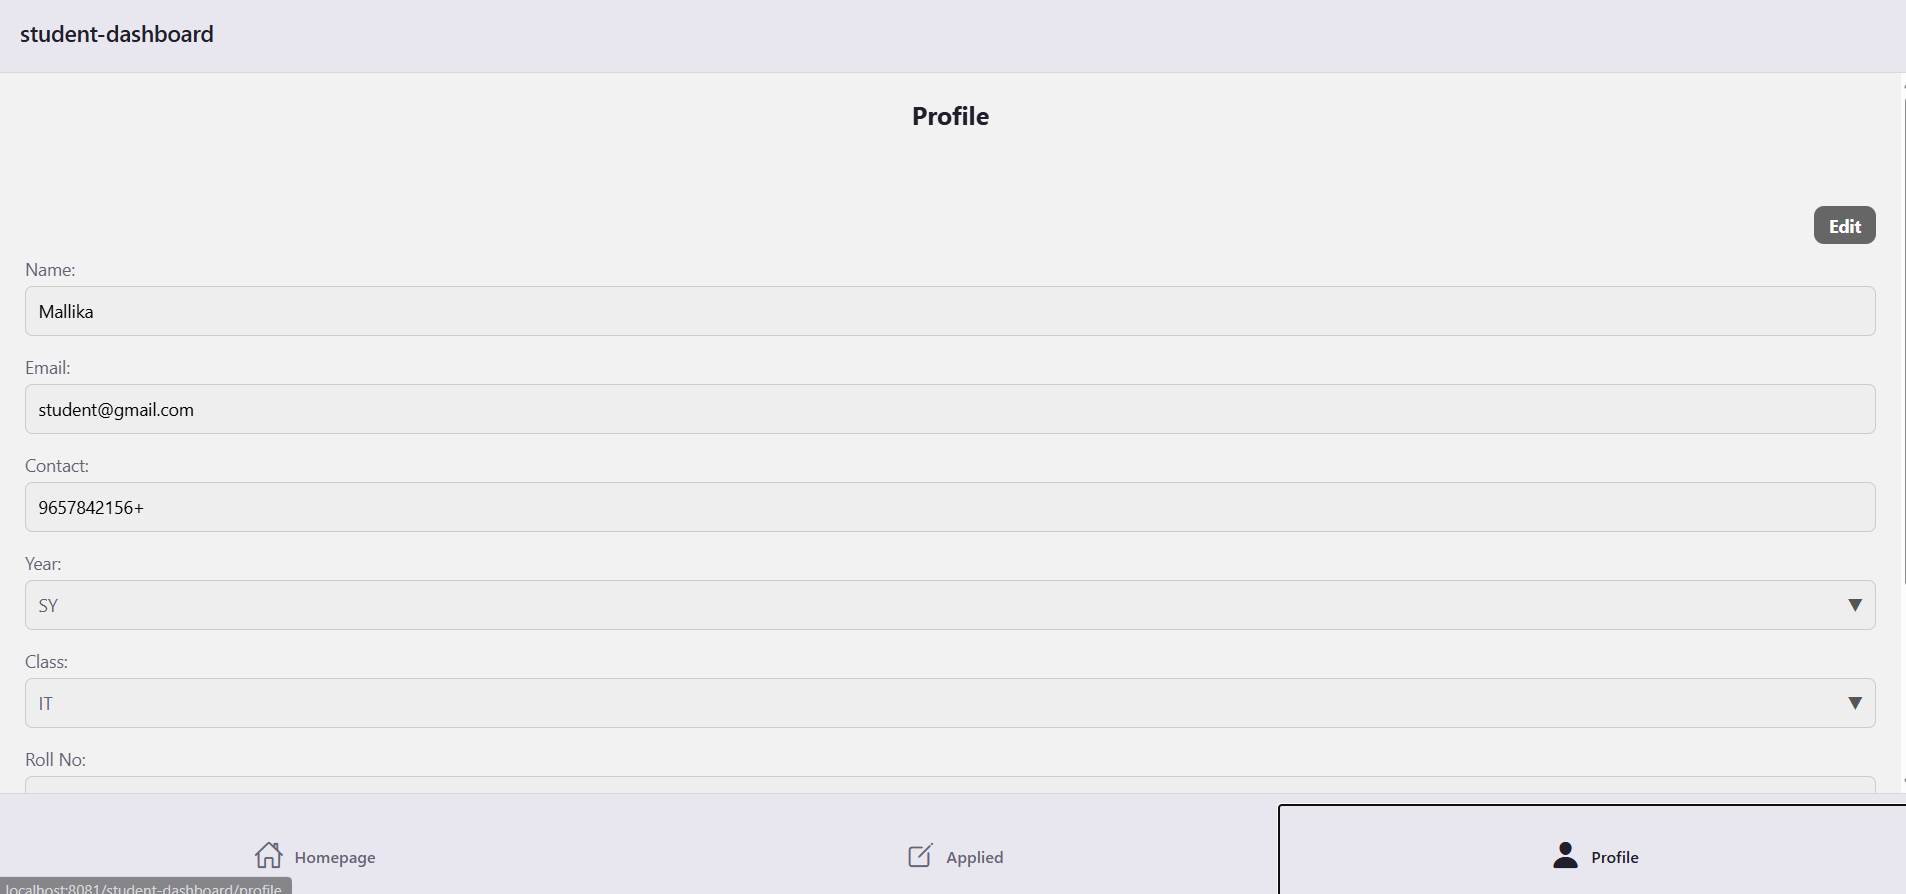 student-dashboard
Profile
Edit
Name:
Mallika
Email:
student@gmail.com
Contact:
9657842156+
Year:
SY
▼
Class:
IT
▼
Roll No:
Homepage
Applied
Profile
localhost:8081/student-dashboard/profile